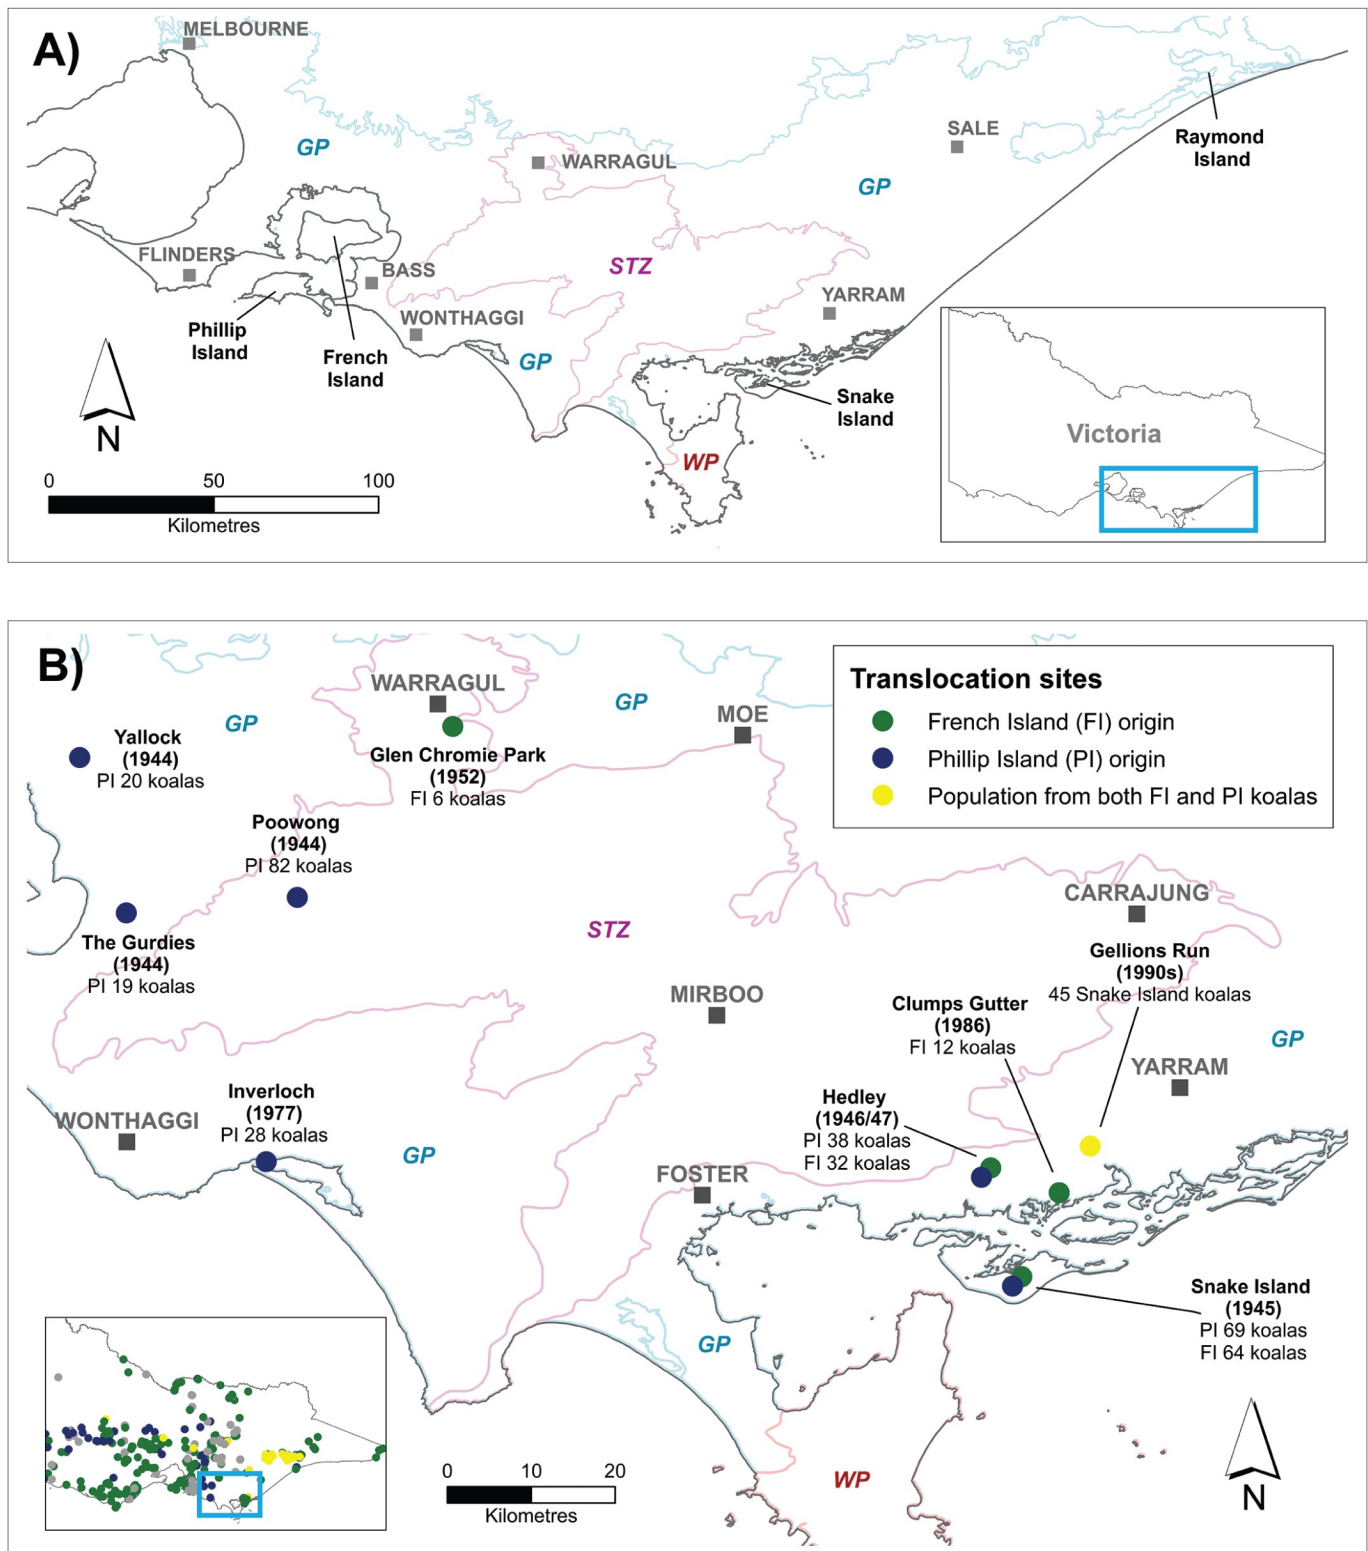 A)
MELBOURNE
SALE
Raymond
Island
GP
WARRAGUL
GP
FLINDERS
BASS
STZ
YARRAM
WONTHAGGI
Phillip
Island
French
Island
GP
Snake
Island
WP
N
0 50 100
Kilometres
Victoria
B)
WARRAGUL
GP
GP
MOE
Translocation sites
French Island (FI) origin
Phillip Island (PI) origin
Population from both FI and PI koalas
Yallock
(1944)
PI 20 koalas
Glen Chromie Park
(1952)
FI 6 koalas
Poowong
(1944)
PI 82 koalas
The Gurdies
(1944)
PI 19 koalas
STZ
CARRAJUNG
Gellions Run
(1990s)
45 Snake Island koalas
MIRBOO
Clumps Gutter
(1986)
FI 12 koalas
GP
YARRAM
Hedley
(1946/47)
PI 38 koalas
FI 32 koalas
Inverloch
(1977)
PI 28 koalas
WONTHAGGI
GP
FOSTER
Snake Island
(1945)
PI 69 koalas
FI 64 koalas
GP
WP
0 10 20
Kilometres
N